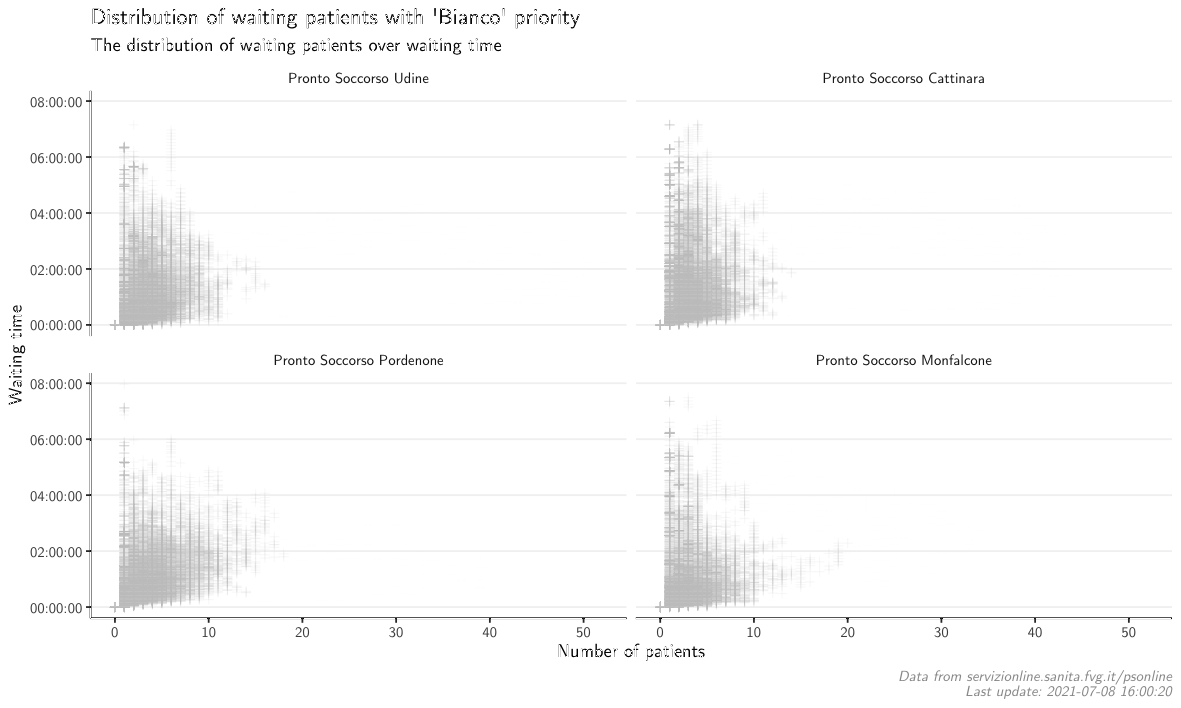 Distribution of waiting patients with 'Bianco' priority
The distribution of waiting patients over waiting time
Pronto Soccorso Udine
Pronto Soccorso Cattinara
08:00:00
06:00:00
04:00:00
02:00:00
00:00:00
Pronto Soccorso Pordenone
Pronto Soccorso Monfalcone
08:00:00
06:00:00
04:00:00
02:00:00
00:00:00
Waiting time
0 10 20 30 40 50
0 10 20 30 40 50
Number of patients
Data from servizionline.sanita.fvg.it/psonline
Last update: 2021-07-08 16:00:20